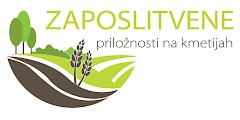 ZAPOSLITVENE
priložnosti na kmetijah